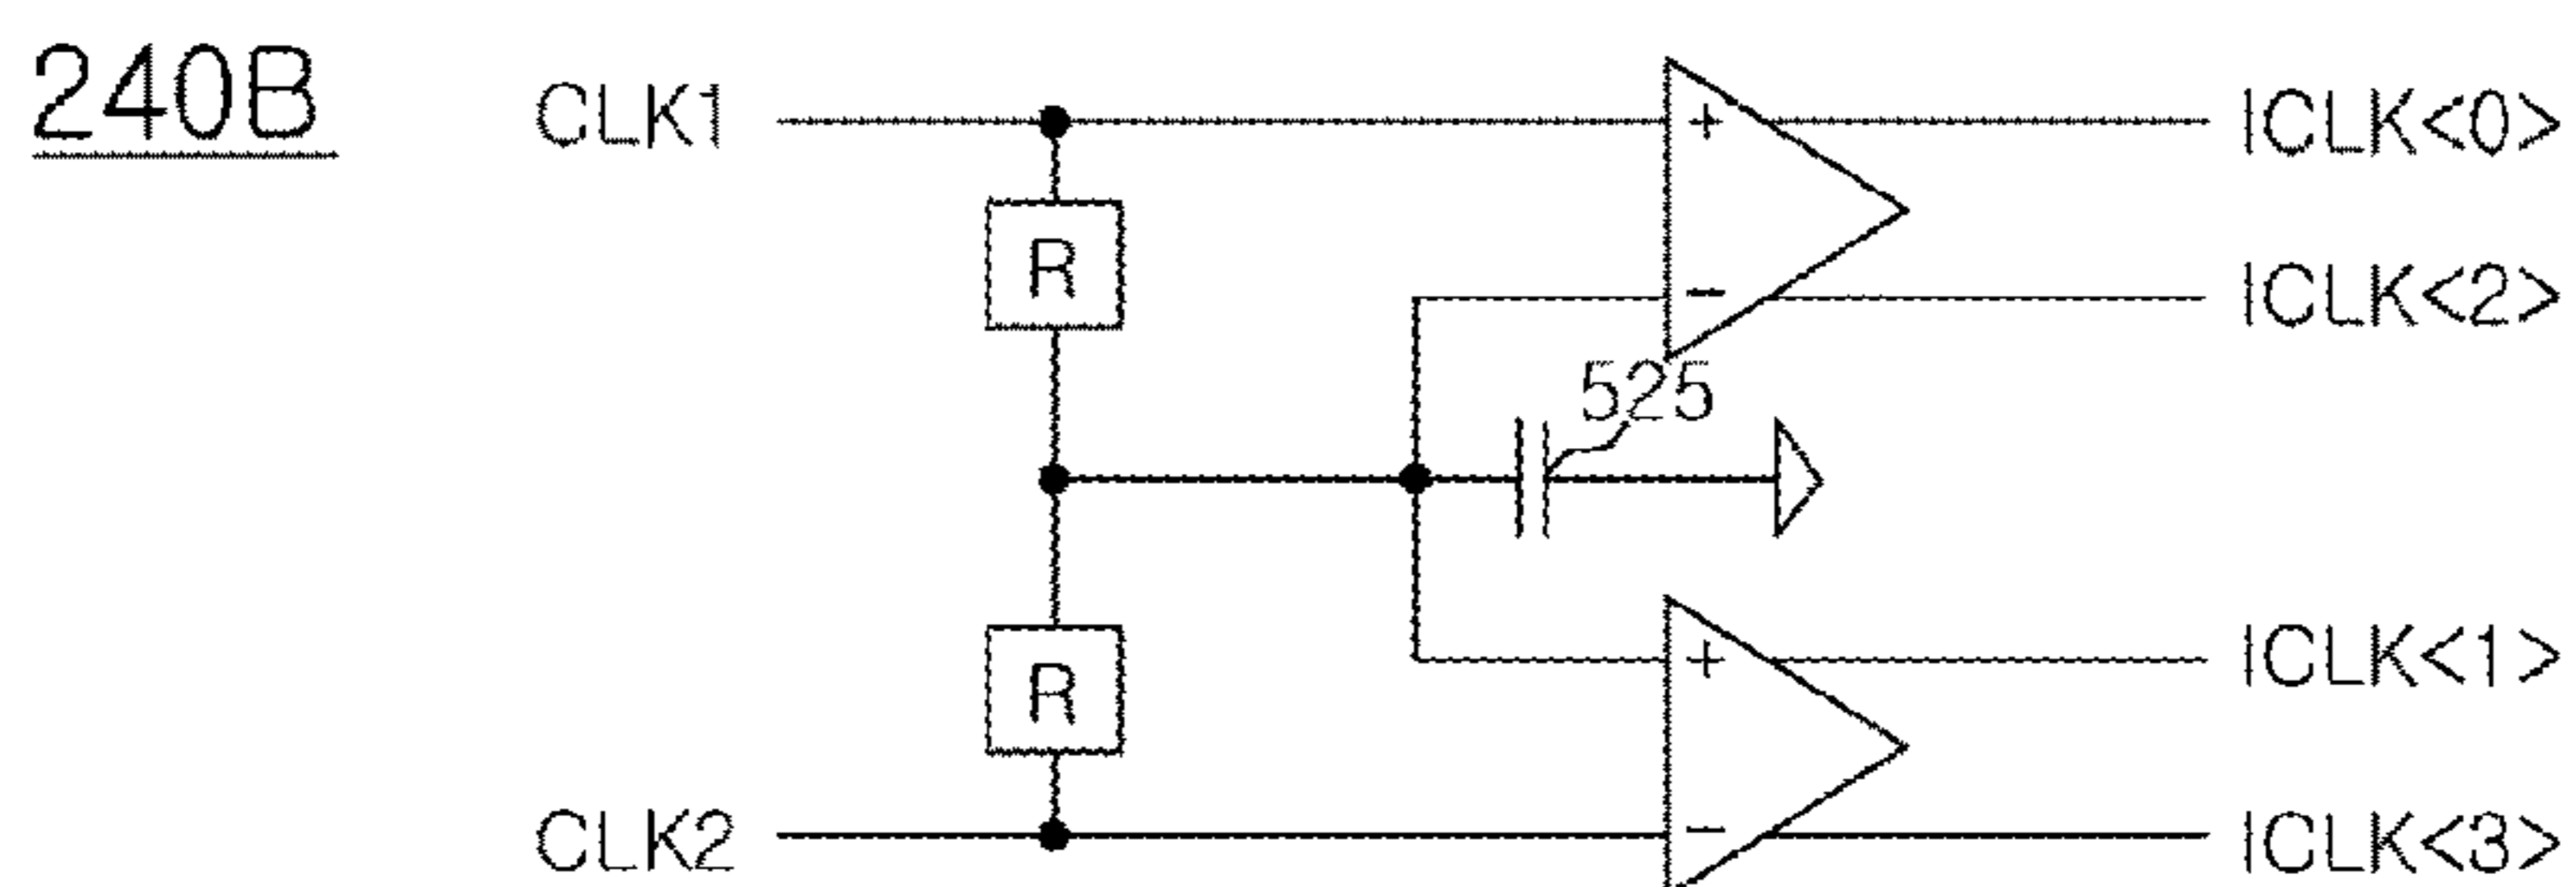 240B
CLK1
+
ICLK<0>
R
-
ICLK<2>
525
R
+
ICLK<1>
CLK2
-
ICLK<3>